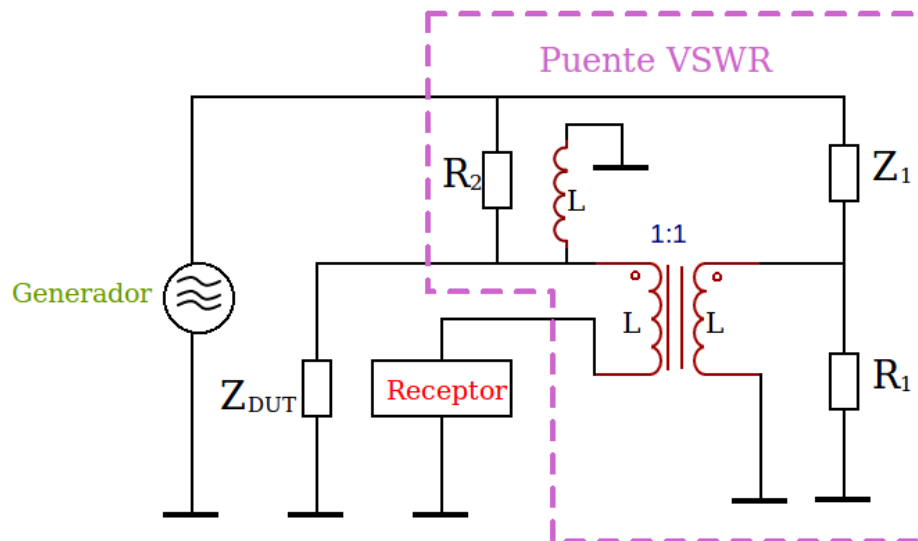 Puente VSWR
R2
L
Z1
1:1
Generador
L
L
ZDUT
Receptor
R1